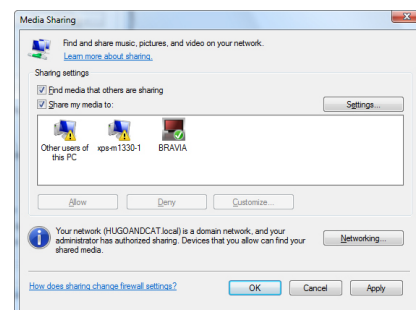 Media Sharing
Find and share music, pictures, and video on your network.
Learn more about sharing.
Sharing settings
Find media that others are sharing
Share my media to:
Settings...
Other users of
this PC
xps-m1330-1
BRAVIA
Allow
Deny
Customize...
Your network (HUGOANDCAT.local) is a domain network, and your
administrator has authorized sharing. Devices that you allow can find your
shared media.
Networking...
How does sharing change firewall settings?
OK
Cancel
Apply